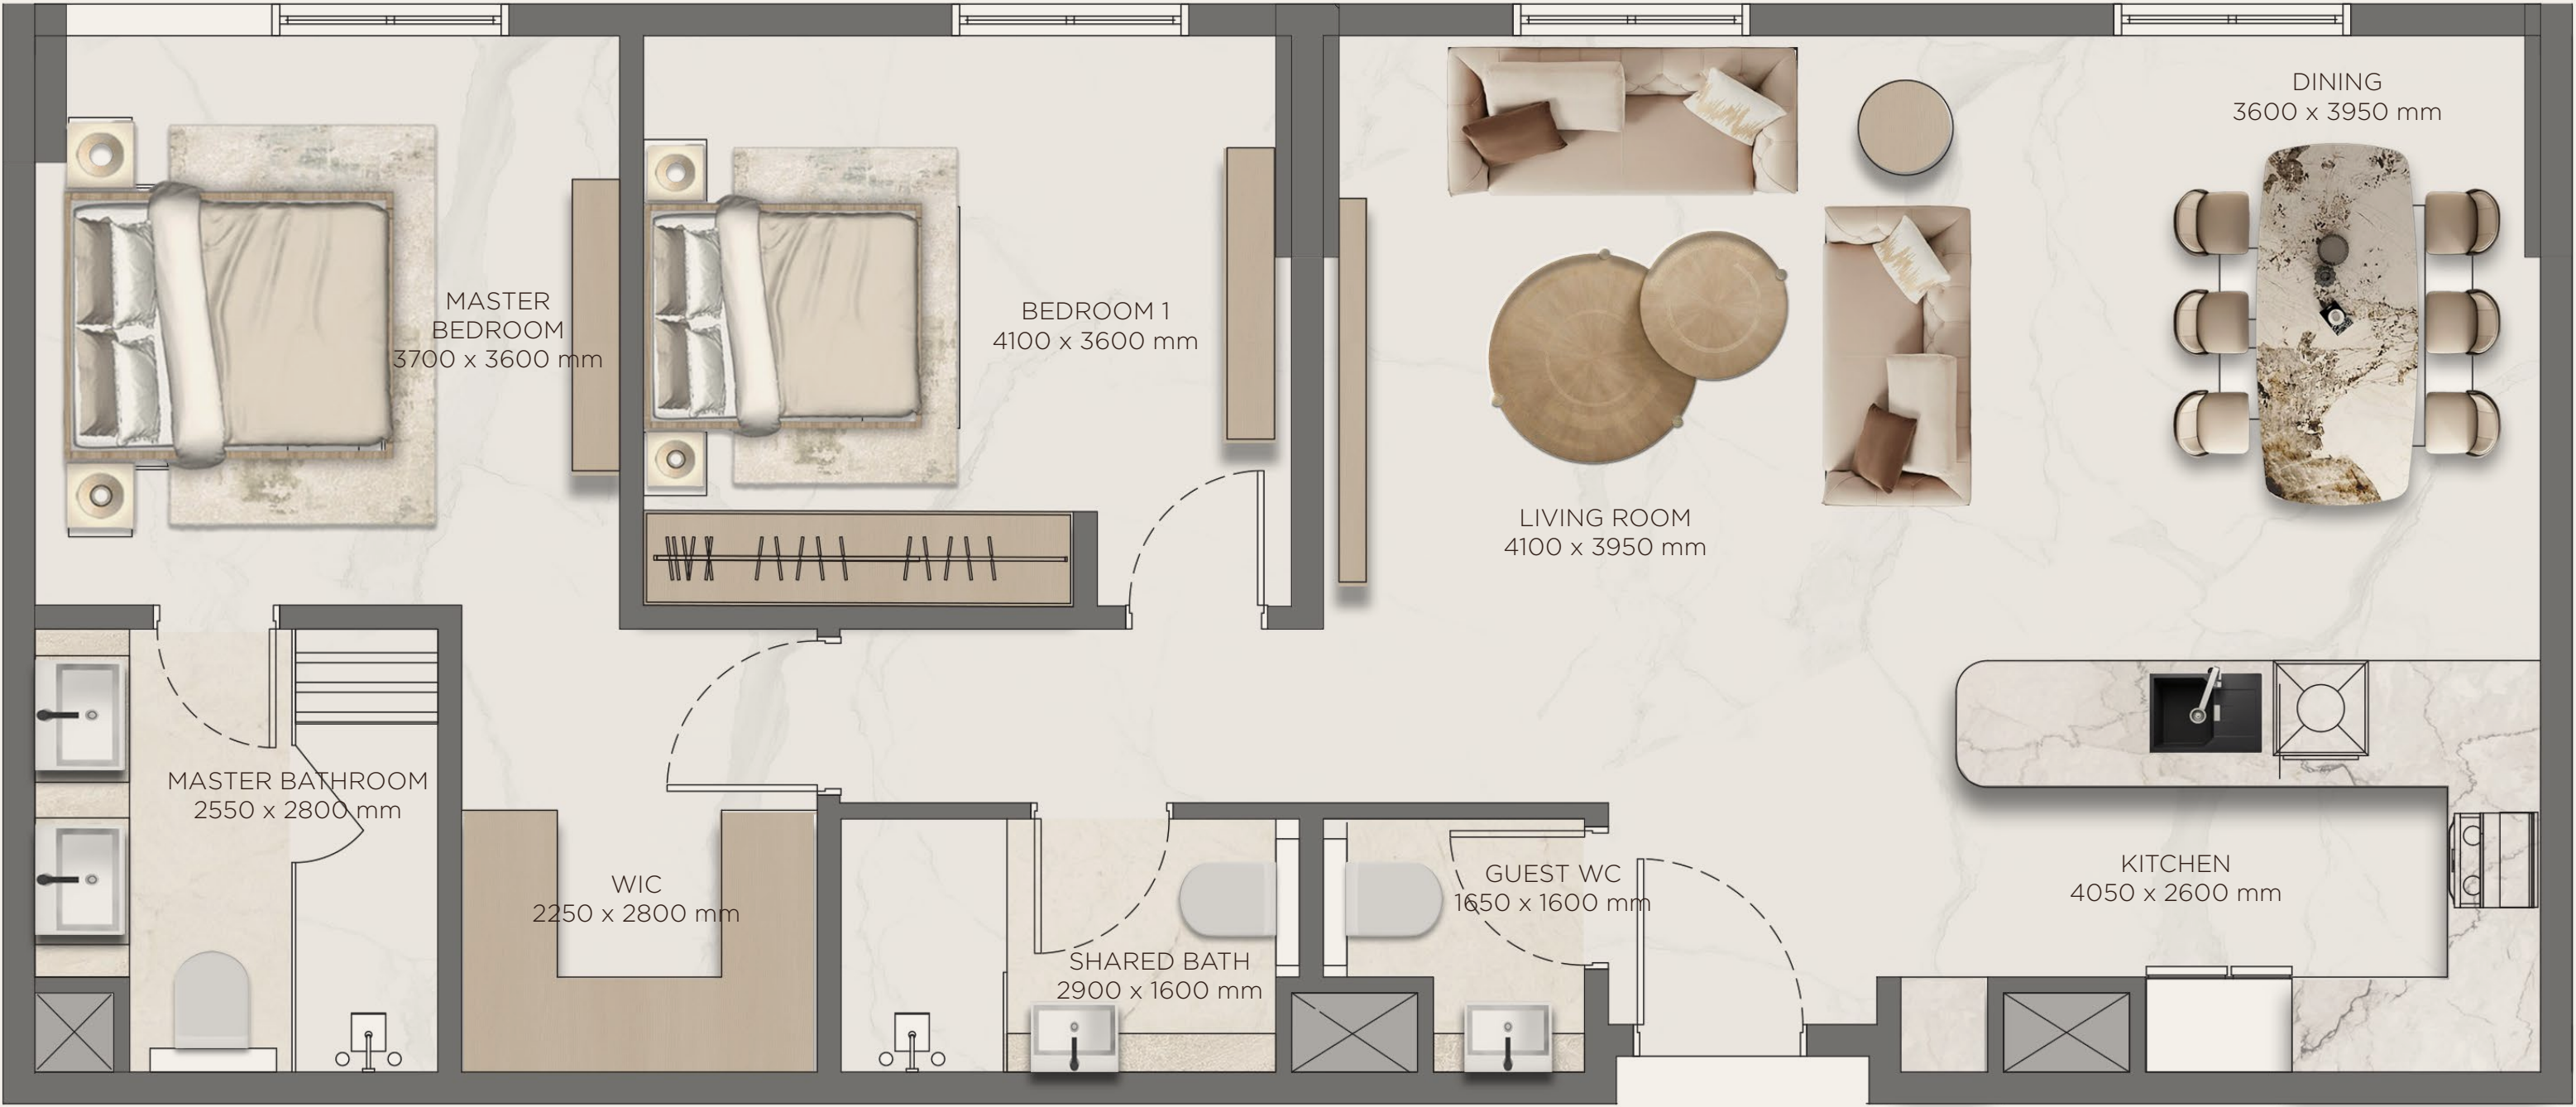 MASTER
BEDROOM
3700 x 3600 mm
BEDROOM 1
4100 x 3600 mm
LIVING ROOM
4100 x 3950 mm
DINING
3600 x 3950 mm
MASTER BATHROOM
2550 x 2800 mm
WIC
2250 x 2800 mm
SHARED BATH
2900 x 1600 mm
GUEST WC
1650 x 1600 mm
KITCHEN
4050 x 2600 mm